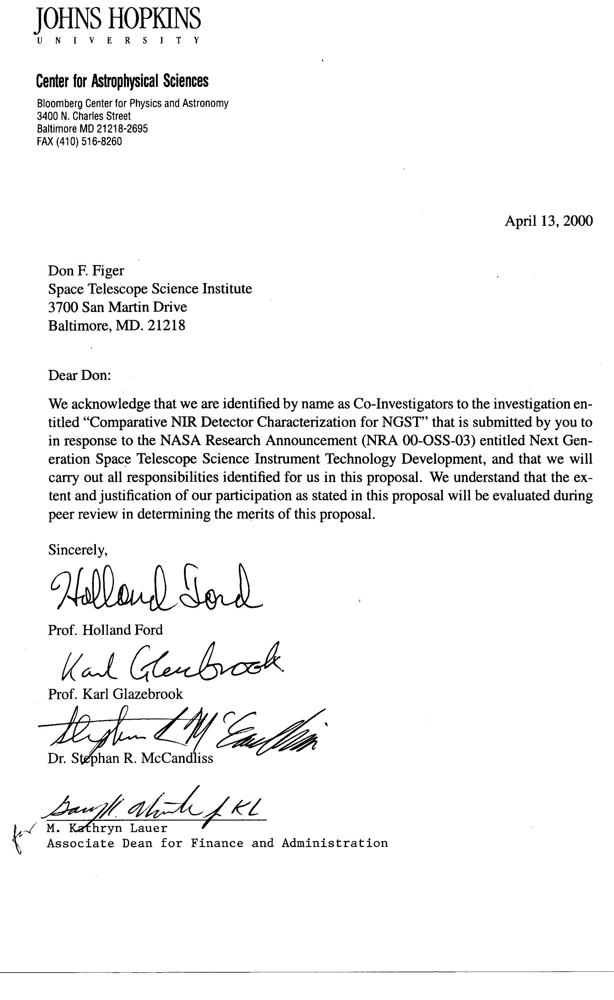 JOHNS HOPKINS
UNIVERSITY
Center for Astrophysical Sciences
Bloomberg Center for Physics and Astronomy
3400 N. Charles Street
Baltimore MD 21218-2695
FAX (410) 516-8260
April 13, 2000
Don F. Figer
Space Telescope Science Institute
3700 San Martin Drive
Baltimore, MD. 21218
Dear Don:
We acknowledge that we are identified by name as Co-Investigators to the investigation en-
titled “Comparative NIR Detector Characterization for NGST” that is submitted by you to
in response to the NASA Research Announcement (NRA 00-OSS-03) entitled Next Gen-
eration Space Telescope Science Instrument Technology Development, and that we will
carry out all responsibilities identified for us in this proposal. We understand that the ex-
tent and justification of our participation as stated in this proposal will be evaluated during
peer review in determining the merits of this proposal.
Sincerely,
Holland Ford
Prof. Holland Ford
Karl Glazebrook
Prof. Karl Glazebrook
Stephan R McCandliss
Dr. Stephan R. McCandliss
f KL
for M. Kathryn Lauer
Associate Dean for Finance and Administration